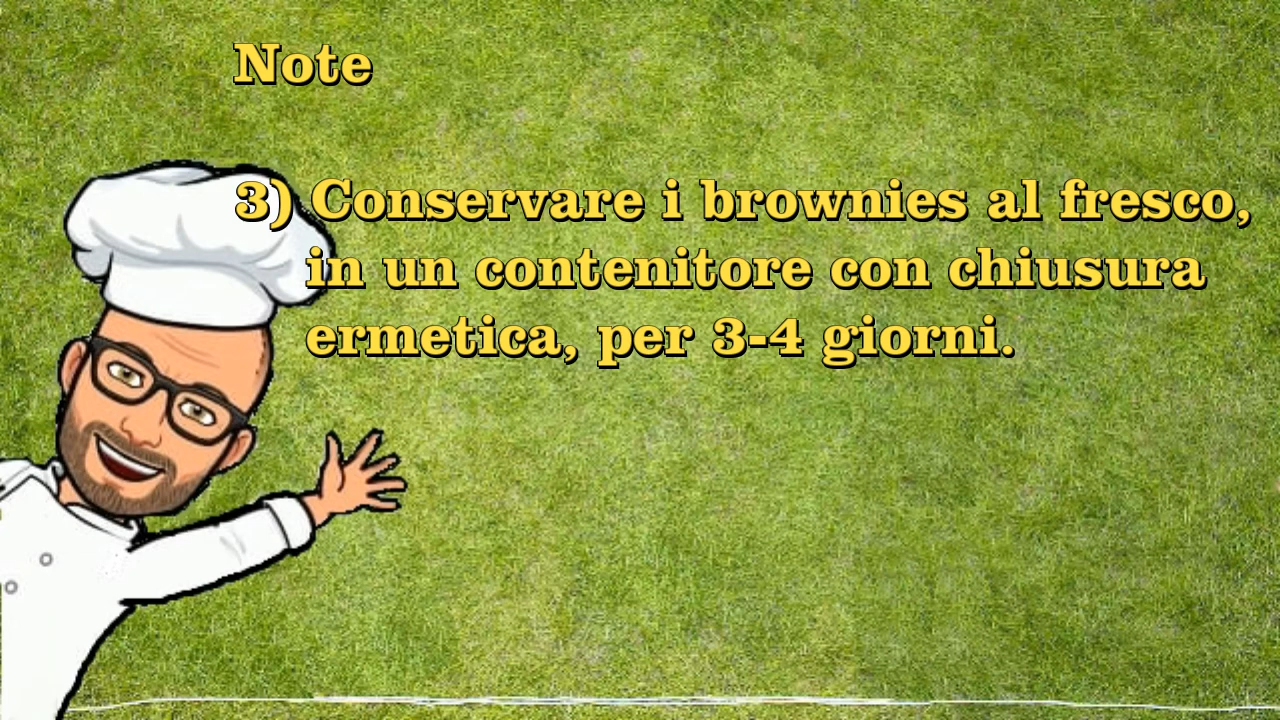 Note
3) Conservare i brownies al fresco,
in un contenitore con chiusura
ermetica, per 3-4 giorni.